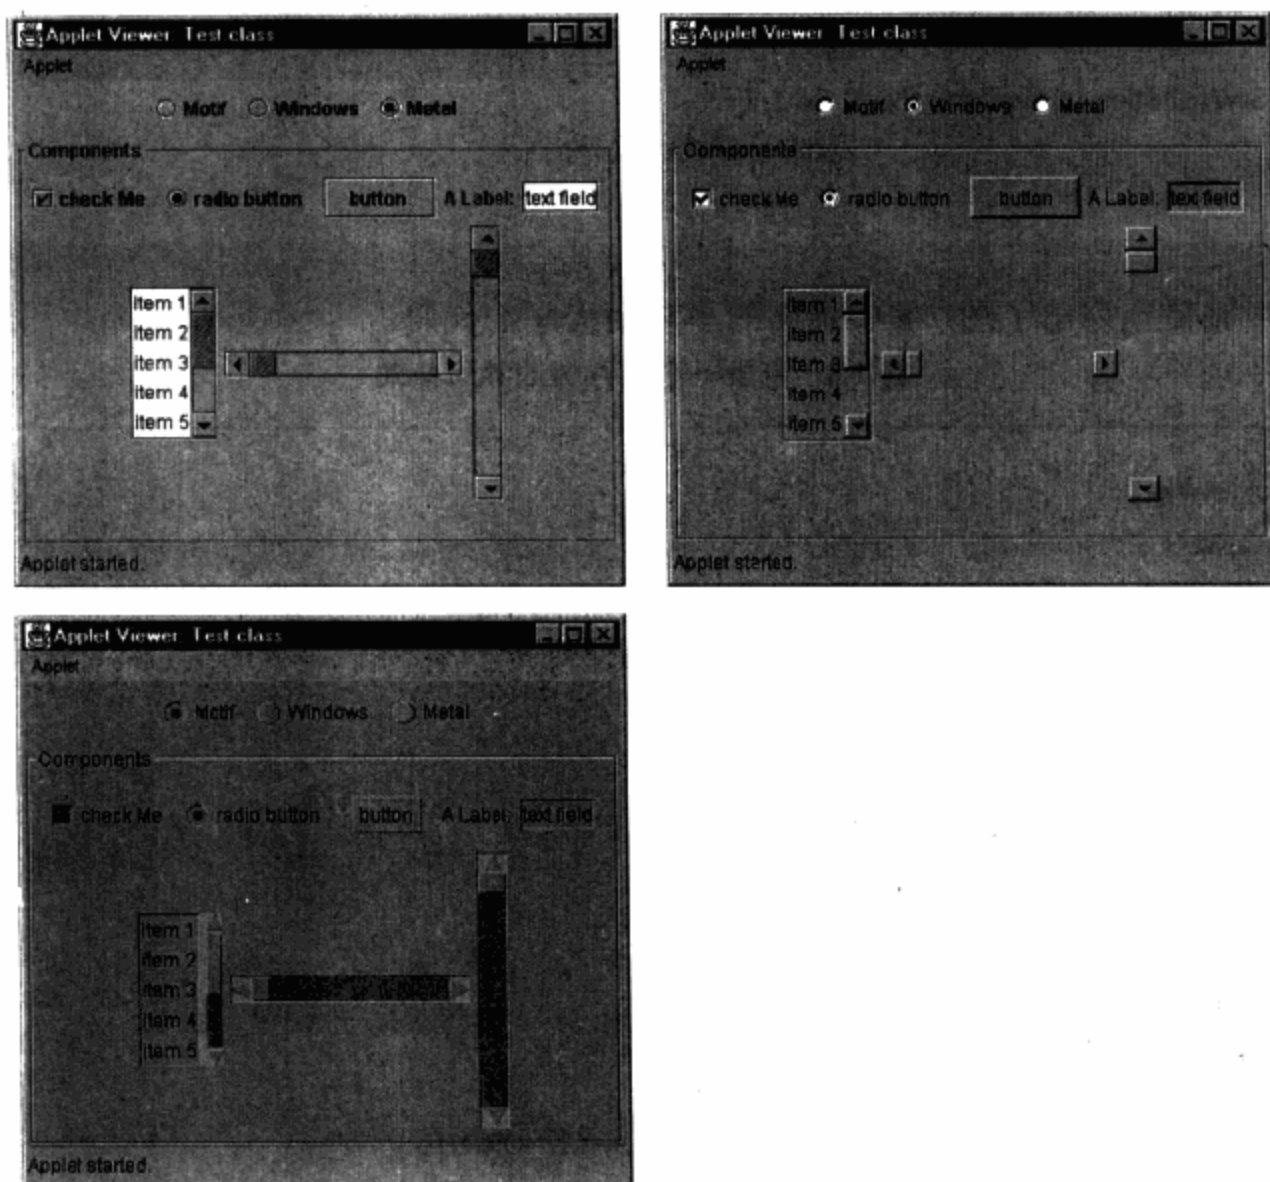 Applet Viewer: Test class
Applet
Motif Windows Metal
Components
check Me radio button button A Label: text field
item 1
item 2
item 3
item 4
item 5
Applet started.
Applet Viewer: Test class
Applet
Motif Windows Metal
Components
check Me radio button button A Label: text field
item 1
item 2
item 3
item 4
item 5
Applet started.
Applet Viewer: Test class
Applet
Motif Windows Metal
Components
check Me radio button button A Label: text field
item 1
item 2
item 3
item 4
item 5
Applet started.